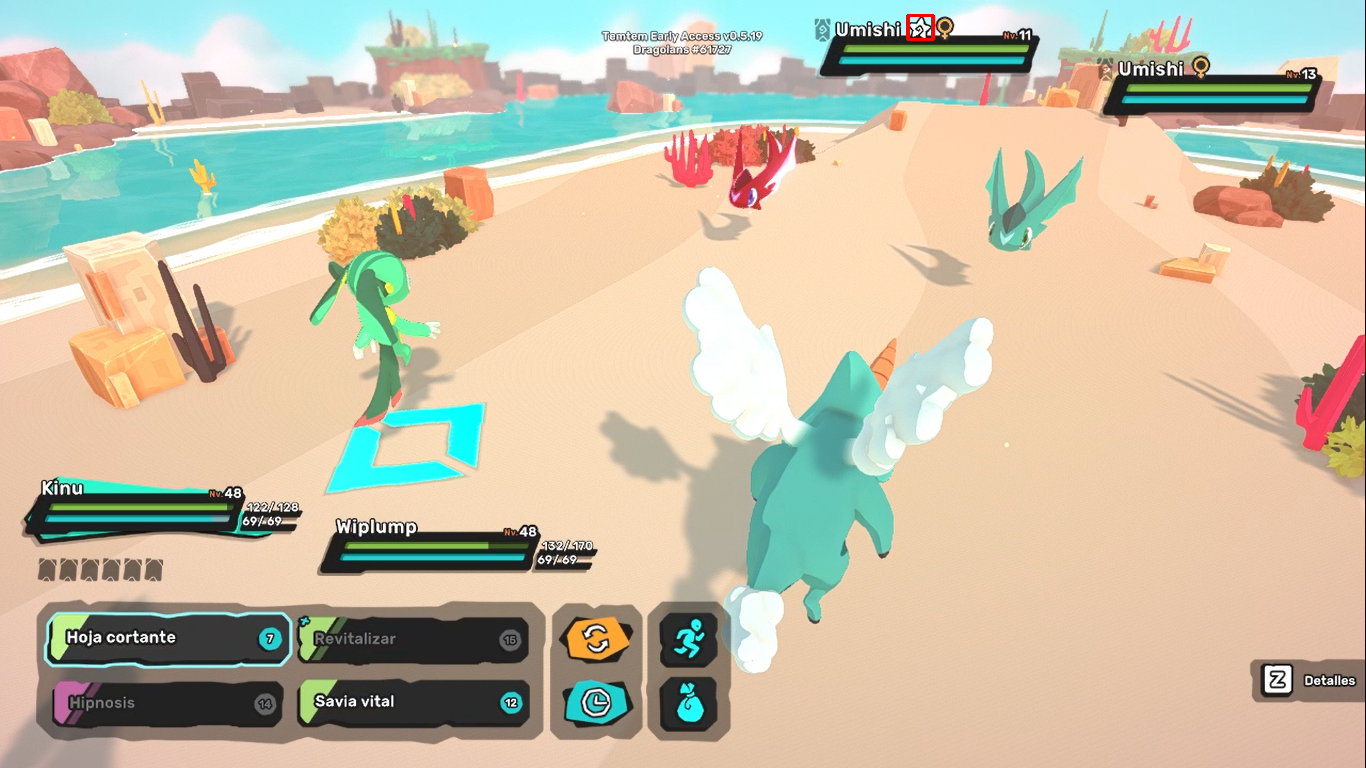 Temtem Early Access v0.5.19
Dragolans #61727
Umishi
Nv. 11
Umishi
Nv. 13
Kinu
Nv. 48
122/128
69/69
Wiplump
Nv. 48
132/170
69/69
Hoja cortante 7
Revitalizar 15
Hipnosis 14
Savia vital 12
Z Detalles